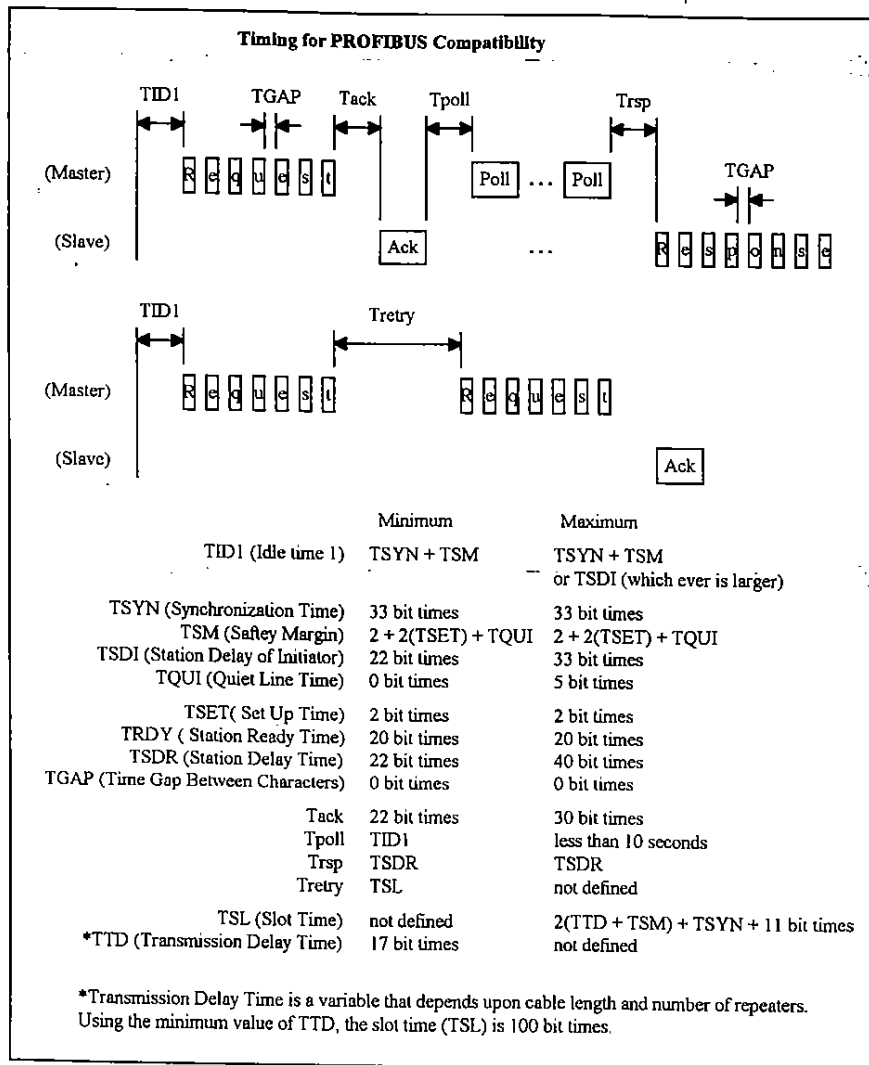 Timing for PROFIBUS Compatibility
TID1 TGAP Tack Tpoll Trsp
(Master) R e q u e s t Poll ... Poll TGAP
(Slave) Ack ... R e s p o n s e
TID1 Tretry
(Master) R e q u e s t R e q u e s t
(Slave) Ack
Minimum Maximum
TID1 (Idle time 1) TSYN + TSM TSYN + TSM
or TSDI (which ever is larger)
TSYN (Synchronization Time) 33 bit times 33 bit times
TSM (Saftey Margin) 2 + 2(TSET) + TQUI 2 + 2(TSET) + TQUI
TSDI (Station Delay of Initiator) 22 bit times 33 bit times
TQUI (Quiet Line Time) 0 bit times 5 bit times
TSET( Set Up Time) 2 bit times 2 bit times
TRDY ( Station Ready Time) 20 bit times 20 bit times
TSDR (Station Delay Time) 22 bit times 40 bit times
TGAP (Time Gap Between Characters) 0 bit times 0 bit times
Tack 22 bit times 30 bit times
Tpoll TID1 less than 10 seconds
Trsp TSDR TSDR
Tretry TSL not defined
TSL (Slot Time) not defined 2(TTD + TSM) + TSYN + 11 bit times
*TTD (Transmission Delay Time) 17 bit times not defined
*Transmission Delay Time is a variable that depends upon cable length and number of repeaters.
Using the minimum value of TTD, the slot time (TSL) is 100 bit times.